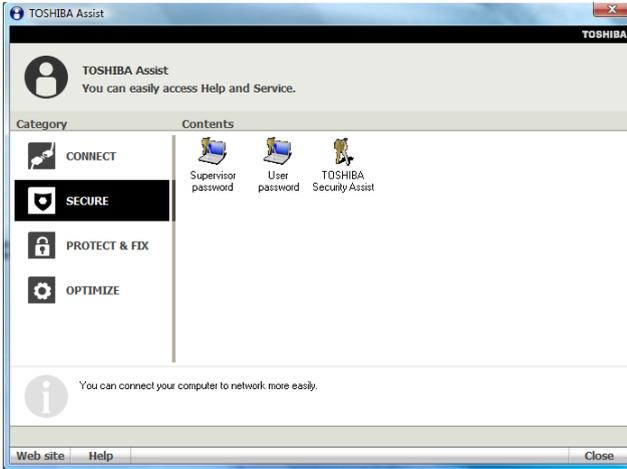 TOSHIBA Assist
TOSHIBA
TOSHIBA Assist
You can easily access Help and Service.
Category
Contents
CONNECT
SECURE
PROTECT & FIX
OPTIMIZE
Supervisor
password
User
password
TOSHIBA
Security Assist
You can connect your computer to network more easily.
Web site
Help
Close